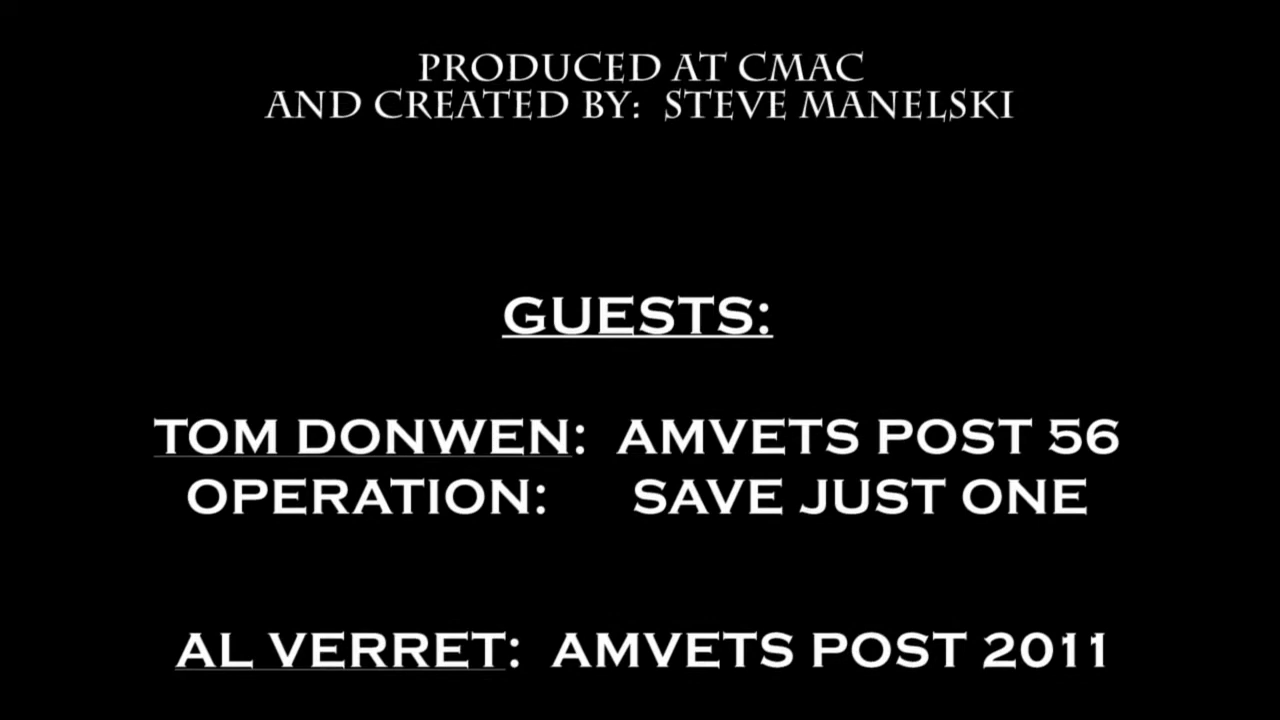 PRODUCED AT CMAC
AND CREATED BY: STEVE MANELSKI
GUESTS:
TOM DONWEN: AMVETS POST 56
OPERATION: SAVE JUST ONE
AL VERRET: AMVETS POST 2011